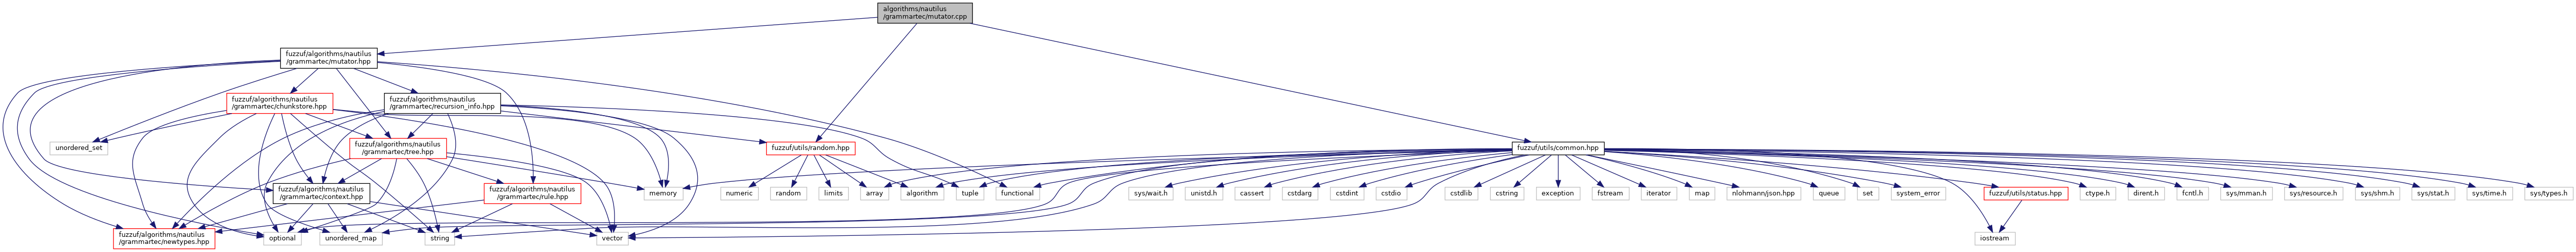 algorithms/nautilus
/grammartec/mutator.cpp
fuzzuf/algorithms/nautilus
/grammartec/mutator.hpp
fuzzuf/algorithms/nautilus
/grammartec/chunkstore.hpp
fuzzuf/algorithms/nautilus
/grammartec/recursion_info.hpp
unordered_set
fuzzuf/algorithms/nautilus
/grammartec/tree.hpp
fuzzuf/utils/random.hpp
fuzzuf/utils/common.hpp
fuzzuf/algorithms/nautilus
/grammartec/context.hpp
fuzzuf/algorithms/nautilus
/grammartec/rule.hpp
memory
numeric
random
limits
array
algorithm
tuple
functional
sys/wait.h
unistd.h
cassert
cstdarg
cstdint
cstdio
cstdlib
cstring
exception
fstream
iterator
map
nlohmann/json.hpp
queue
set
system_error
fuzzuf/utils/status.hpp
ctype.h
dirent.h
fcntl.h
sys/mman.h
sys/resource.h
sys/shm.h
sys/stat.h
sys/time.h
sys/types.h
fuzzuf/algorithms/nautilus
/grammartec/newtypes.hpp
optional
unordered_map
string
vector
iostream